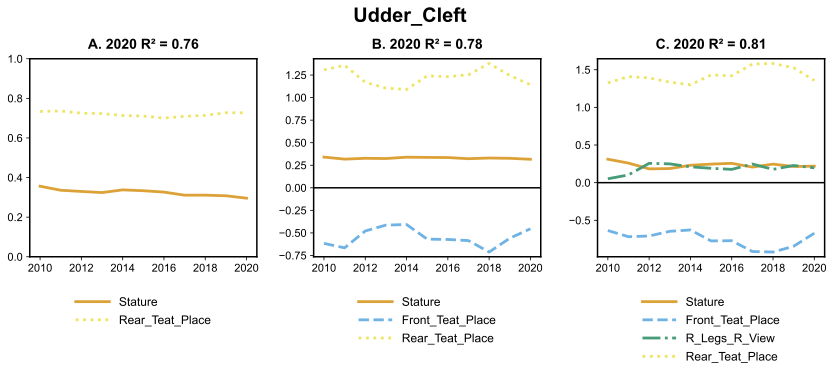 Udder_Cleft
A. 2020 R² = 0.76
1.0
0.8
0.6
0.4
0.2
0.0
2010 2012 2014 2016 2018 2020
Stature
Rear_Teat_Place
B. 2020 R² = 0.78
1.25
1.00
0.75
0.50
0.25
0.00
−0.25
−0.50
−0.75
2010 2012 2014 2016 2018 2020
Stature
Front_Teat_Place
Rear_Teat_Place
C. 2020 R² = 0.81
1.5
1.0
0.5
0.0
−0.5
2010 2012 2014 2016 2018 2020
Stature
Front_Teat_Place
R_Legs_R_View
Rear_Teat_Place